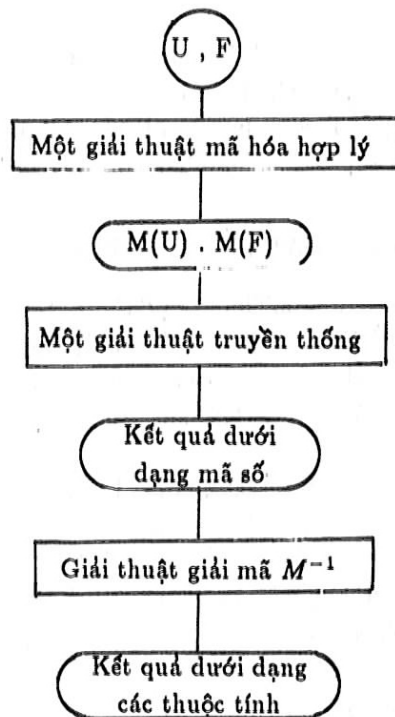 U , F
Một giải thuật mã hóa hợp lý
M(U) . M(F)
Một giải thuật truyền thống
Kết quả dưới
dạng mã số
Giải thuật giải mã M⁻¹
Kết quả dưới dạng
các thuộc tính